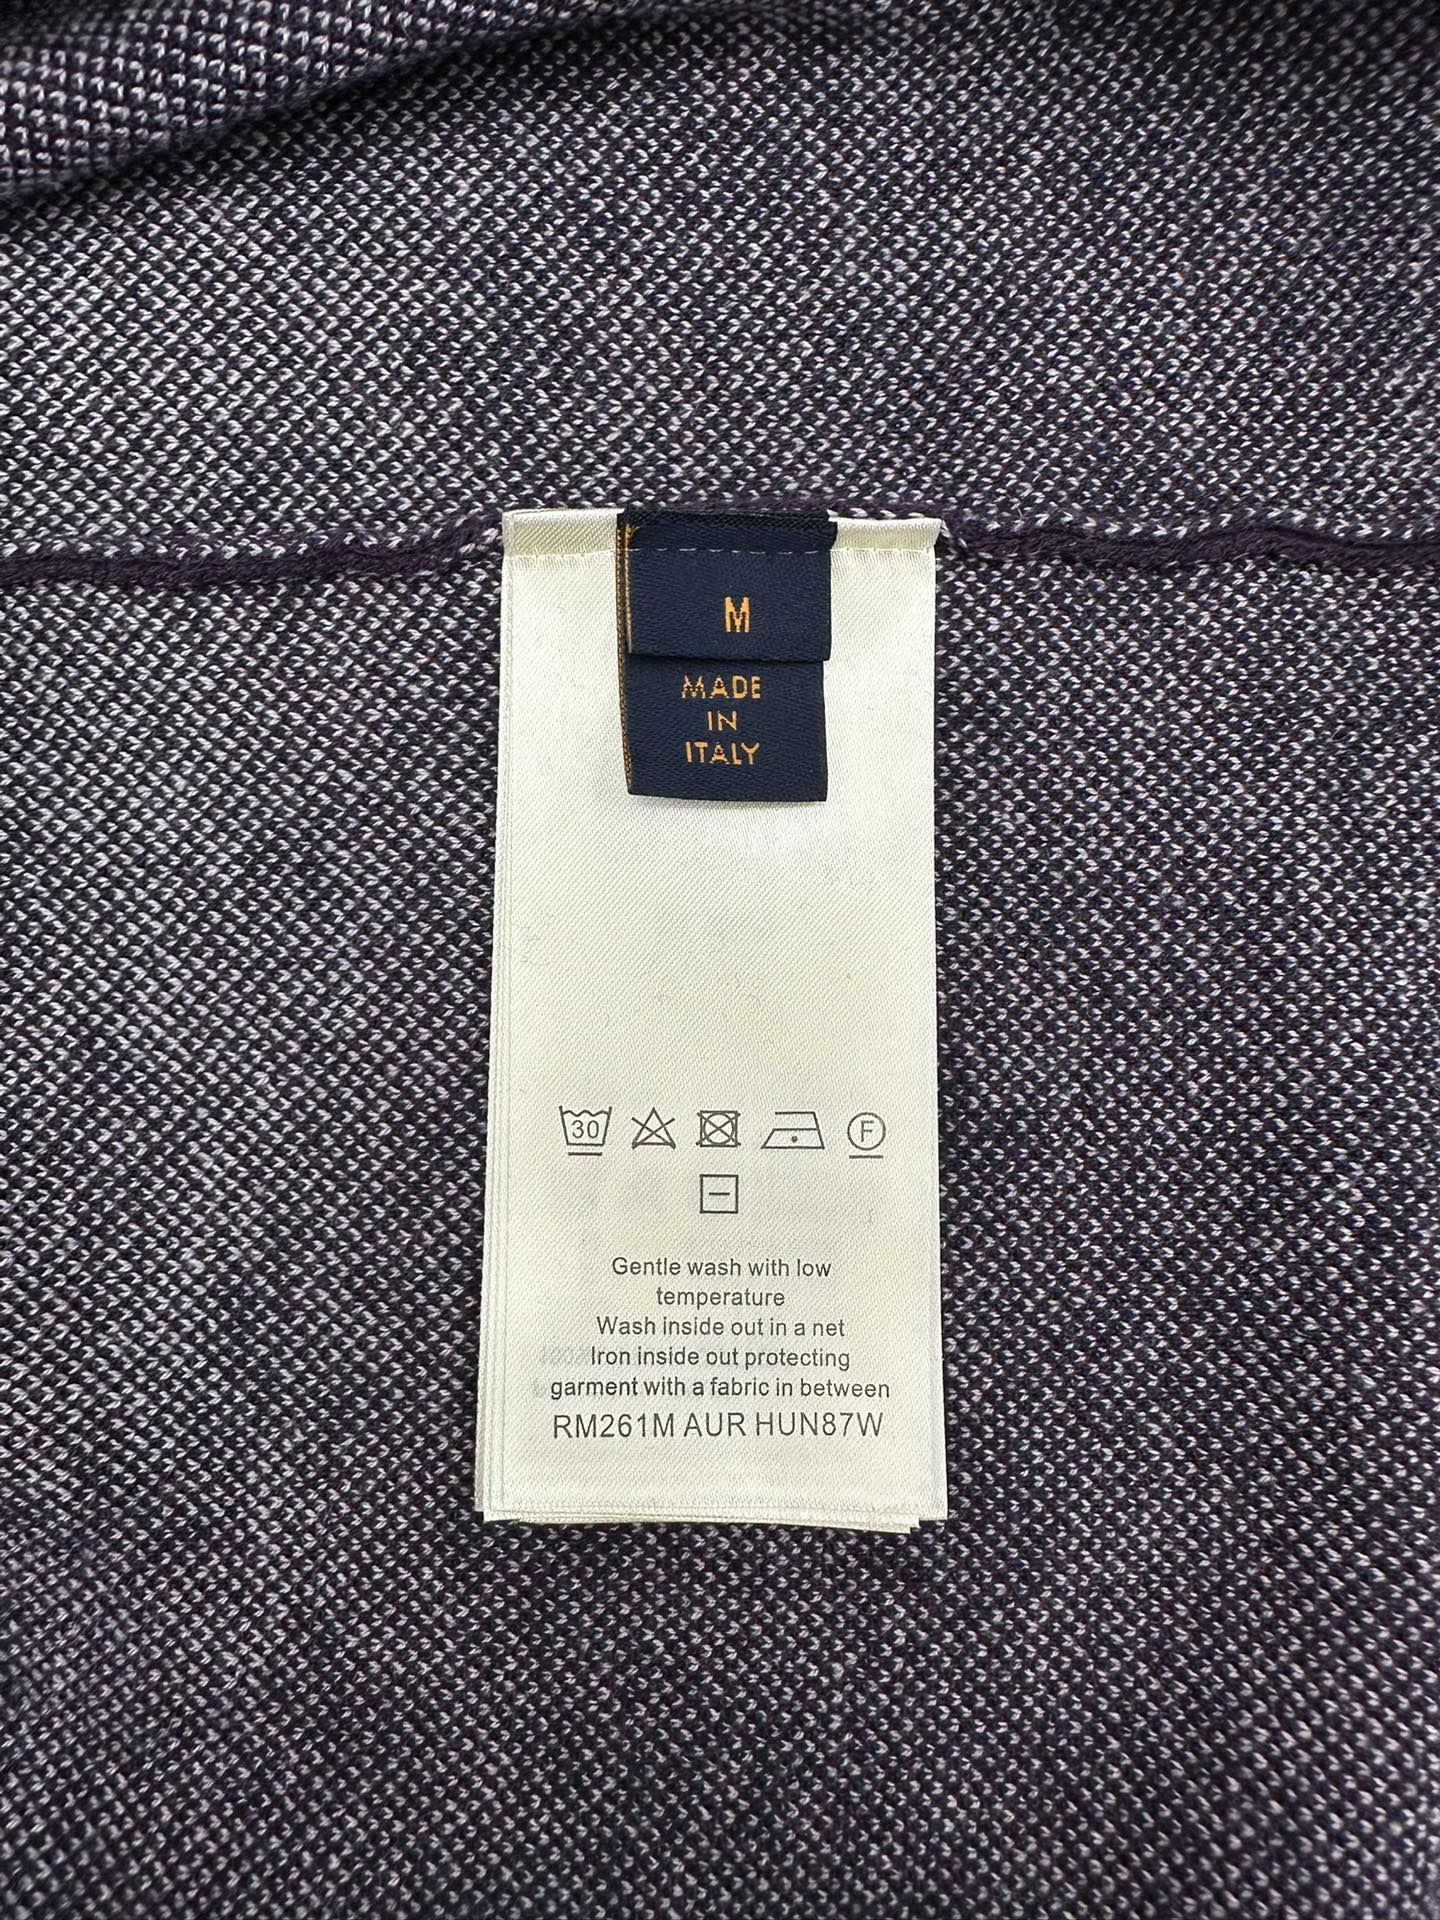 M
MADE
IN
ITALY
30
F
Gentle wash with low
temperature
Wash inside out in a net
Iron inside out protecting
garment with a fabric in between
RM261M AUR HUN87W